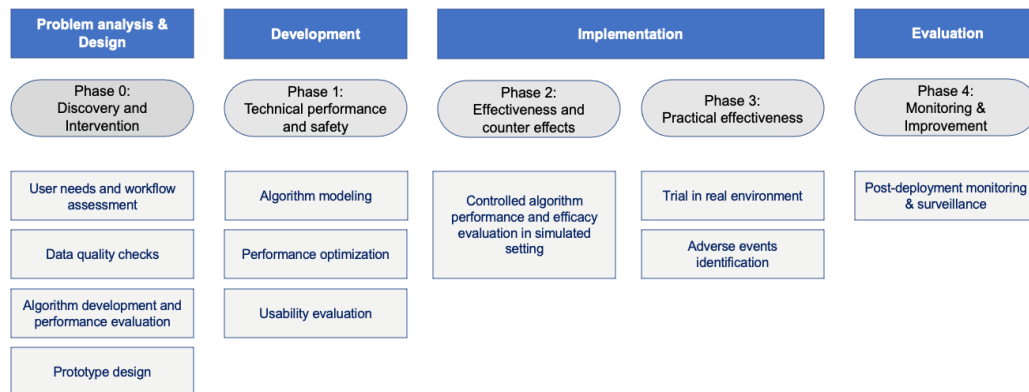 Problem analysis &
Design
Development
Implementation
Evaluation
Phase 0:
Discovery and
Intervention
Phase 1:
Technical performance
and safety
Phase 2:
Effectiveness and
counter effects
Phase 3:
Practical effectiveness
Phase 4:
Monitoring &
Improvement
User needs and workflow
assessment
Data quality checks
Algorithm development and
performance evaluation
Prototype design
Algorithm modeling
Performance optimization
Usability evaluation
Controlled algorithm
performance and efficacy
evaluation in simulated
setting
Trial in real environment
Adverse events
identification
Post-deployment monitoring
& surveillance